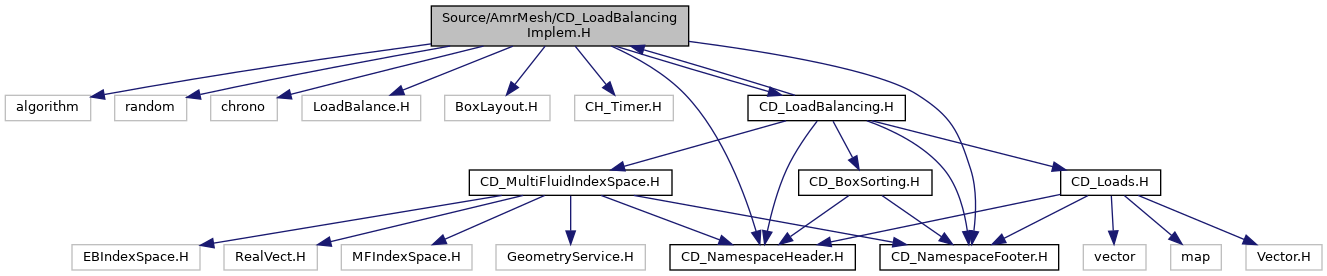 Source/AmrMesh/CD_LoadBalancing
Implem.H
algorithm
random
chrono
LoadBalance.H
BoxLayout.H
CH_Timer.H
CD_LoadBalancing.H
CD_MultiFluidIndexSpace.H
CD_BoxSorting.H
CD_Loads.H
EBIndexSpace.H
RealVect.H
MFIndexSpace.H
GeometryService.H
CD_NamespaceHeader.H
CD_NamespaceFooter.H
vector
map
Vector.H